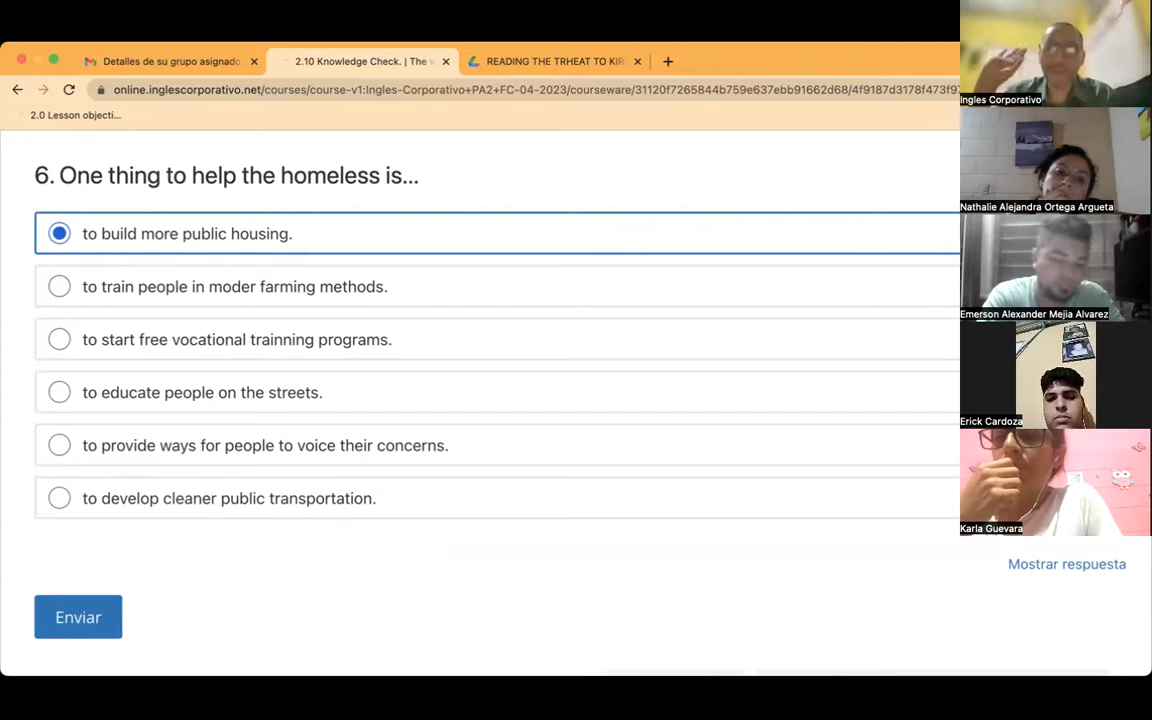 Detalles de su grupo asignado
2.10 Knowledge Check. | The
READING THE TRHEAT TO KIR
online.inglescorporativo.net/courses/course-v1:Ingles-Corporativo+PA2+FC-04-2023/courseware/31120f7265844b759e637ebb91662d68/4f9187d3178f473f9
2.0 Lesson objecti...
6. One thing to help the homeless is...
to build more public housing.
to train people in moder farming methods.
to start free vocational trainning programs.
to educate people on the streets.
to provide ways for people to voice their concerns.
to develop cleaner public transportation.
Mostrar respuesta
Enviar
Ingles Corporativo
Nathalie Alejandra Ortega Argueta
Emerson Alexander Mejia Alvarez
Erick Cardoza
Karla Guevara